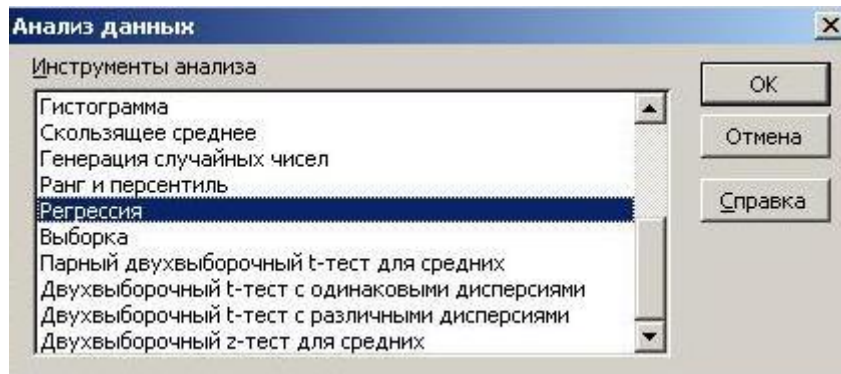 Анализ данных
Инструменты анализа
Гистограмма
Скользящее среднее
Генерация случайных чисел
Ранг и персентиль
Регрессия
Выборка
Парный двухвыборочный t-тест для средних
Двухвыборочный t-тест с одинаковыми дисперсиями
Двухвыборочный t-тест с различными дисперсиями
Двухвыборочный z-тест для средних
ОК
Отмена
Справка